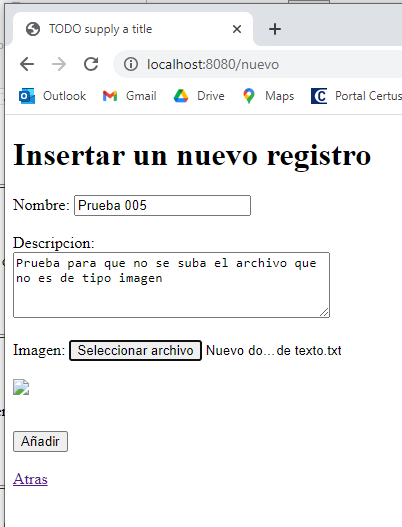 TODO supply a title
localhost:8080/nuevo
Outlook Gmail Drive Maps Portal Certus
Insertar un nuevo registro
Nombre: Prueba 005
Descripcion:
Prueba para que no se suba el archivo que
no es de tipo imagen
Imagen: Seleccionar archivo Nuevo do...de texto.txt
Añadir
Atras